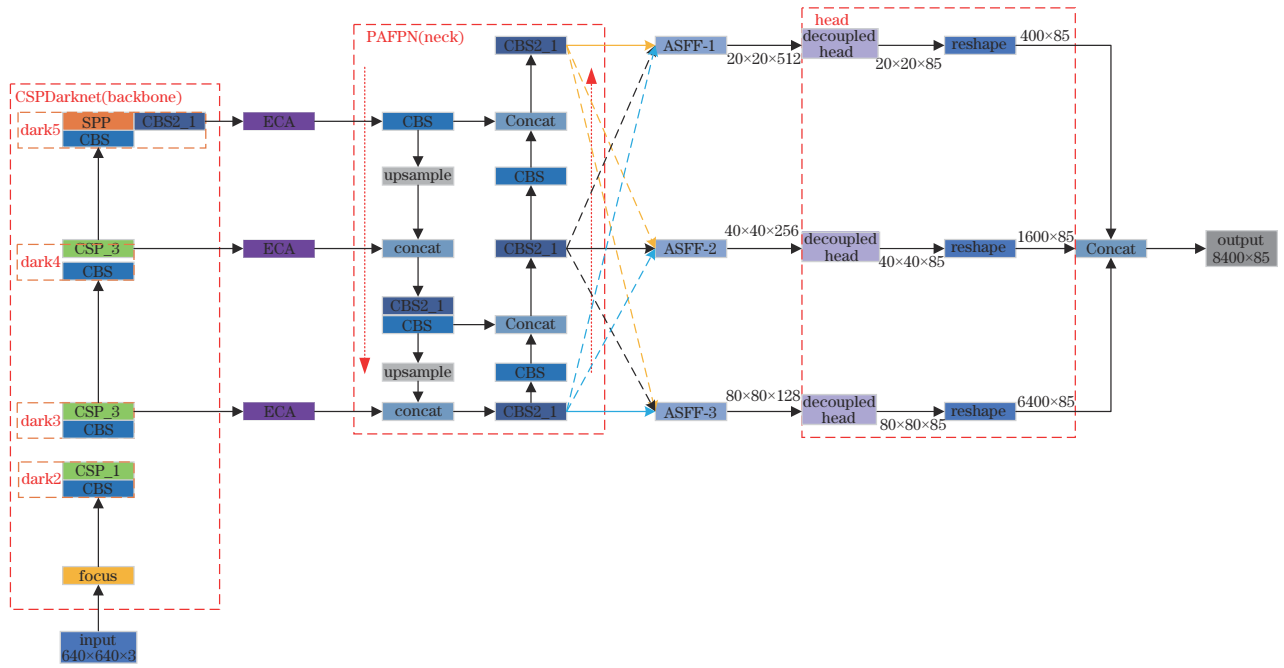 CSPDarknet(backbone)
dark5
SPP
CBS2_1
CBS
CSP_3
dark4
CBS
CSP_3
dark3
CBS
CSP_1
dark2
CBS
focus
input
640×640×3
ECA
ECA
ECA
PAFPN(neck)
CBS
upsample
concat
CBS2_1
CBS
upsample
concat
CBS2_1
Concat
CBS
CBS2_1
Concat
CBS
CBS2_1
ASFF-1
20×20×512
ASFF-2
40×40×256
ASFF-3
80×80×128
head
decoupled
head
20×20×85
reshape
400×85
decoupled
head
40×40×85
reshape
1600×85
decoupled
head
80×80×85
reshape
6400×85
Concat
output
8400×85